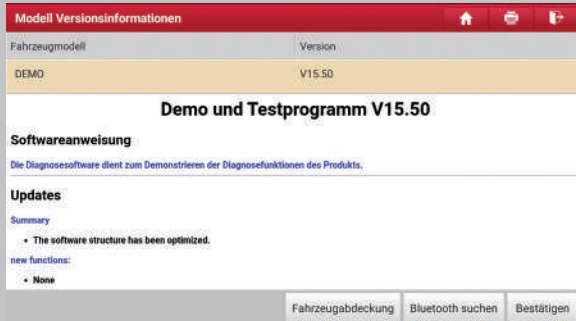 Modell Versionsinformationen
Fahrzeugmodell Version
DEMO V15.50
Demo und Testprogramm V15.50
Softwareanweisung
Die Diagnosesoftware dient zum Demonstrieren der Diagnosefunktionen des Produkts.
Updates
Summary
• The software structure has been optimized.
new functions:
• None
Fahrzeugabdeckung Bluetooth suchen Bestätigen